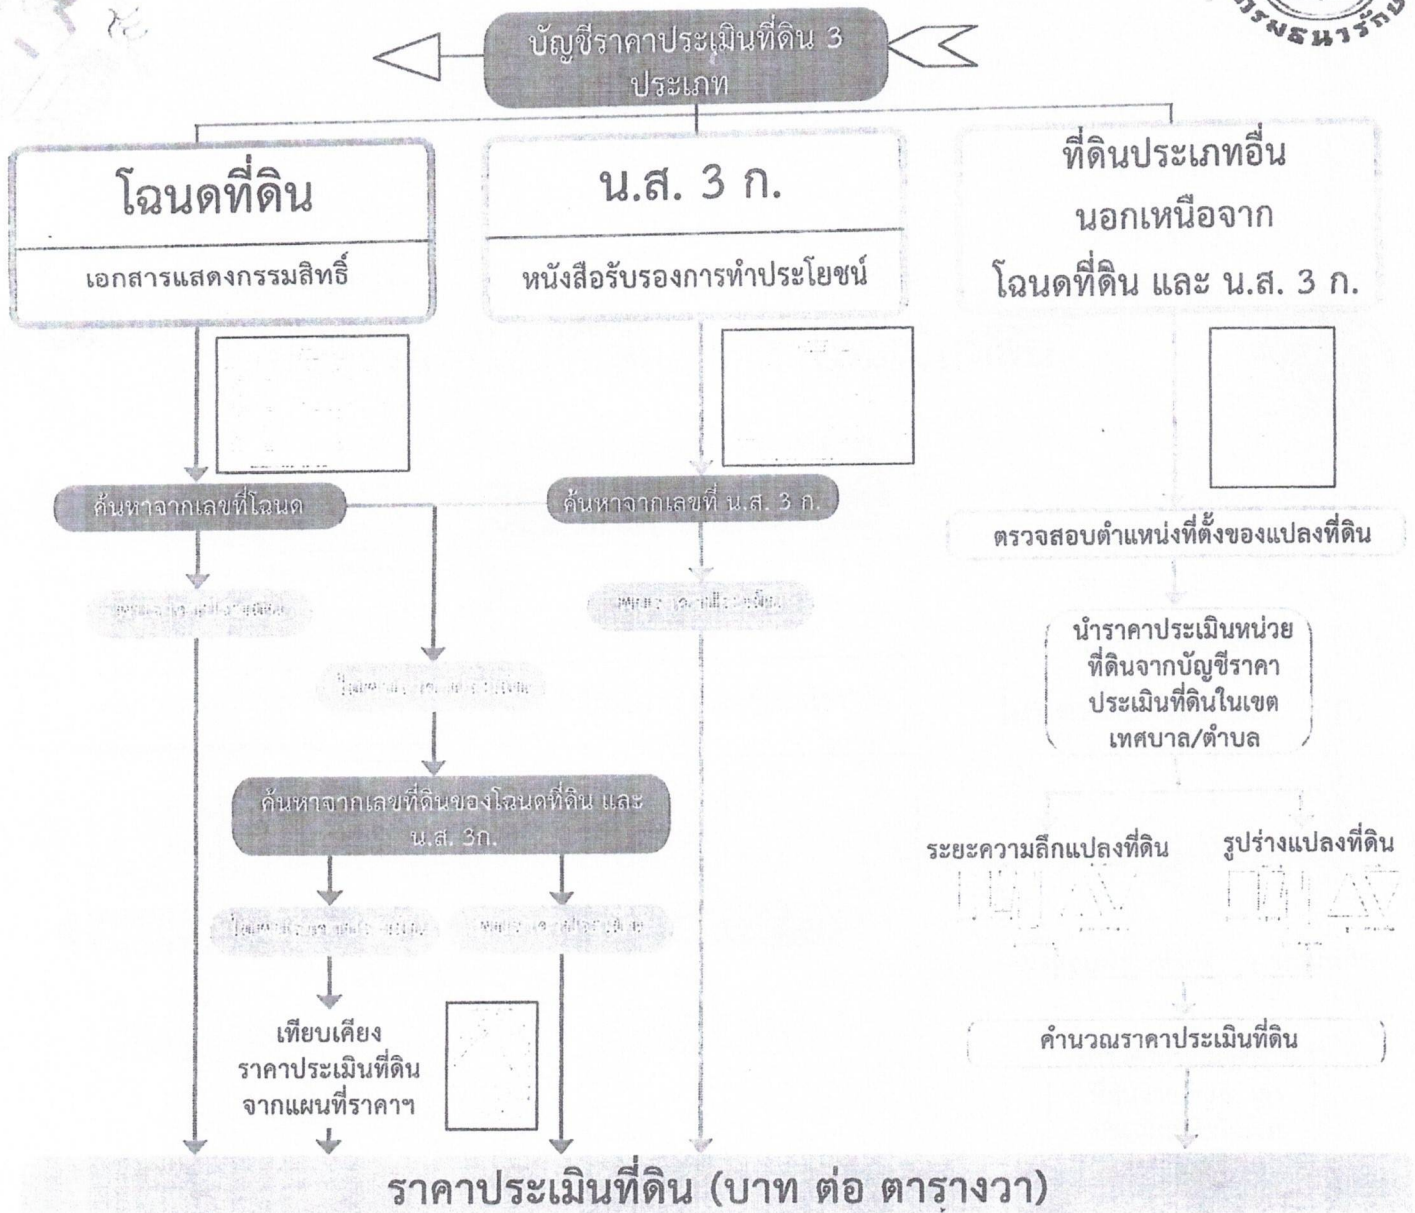 บัญชีราคาประเมินที่ดิน 3
ประเภท
โฉนดที่ดิน
เอกสารแสดงกรรมสิทธิ์
น.ส. 3 ก.
หนังสือรับรองการทำประโยชน์
ที่ดินประเภทอื่น
นอกเหนือจาก
โฉนดที่ดิน และ น.ส. 3 ก.
ค้นหาจากเลขที่โฉนด
ค้นหาจากเลขที่ น.ส. 3 ก.
ตรวจสอบตำแหน่งที่ตั้งของแปลงที่ดิน
นำราคาประเมินหน่วย
ที่ดินจากบัญชีราคา
ประเมินที่ดินในเขต
เทศบาล/ตำบล
ค้นหาจากเลขที่ดินของโฉนดที่ดิน และ
น.ส. 3ก.
ระยะความลึกแปลงที่ดิน
รูปร่างแปลงที่ดิน
เทียบเคียง
ราคาประเมินที่ดิน
จากแผนที่ราคาฯ
คำนวณราคาประเมินที่ดิน
ราคาประเมินที่ดิน (บาท ต่อ ตารางวา)